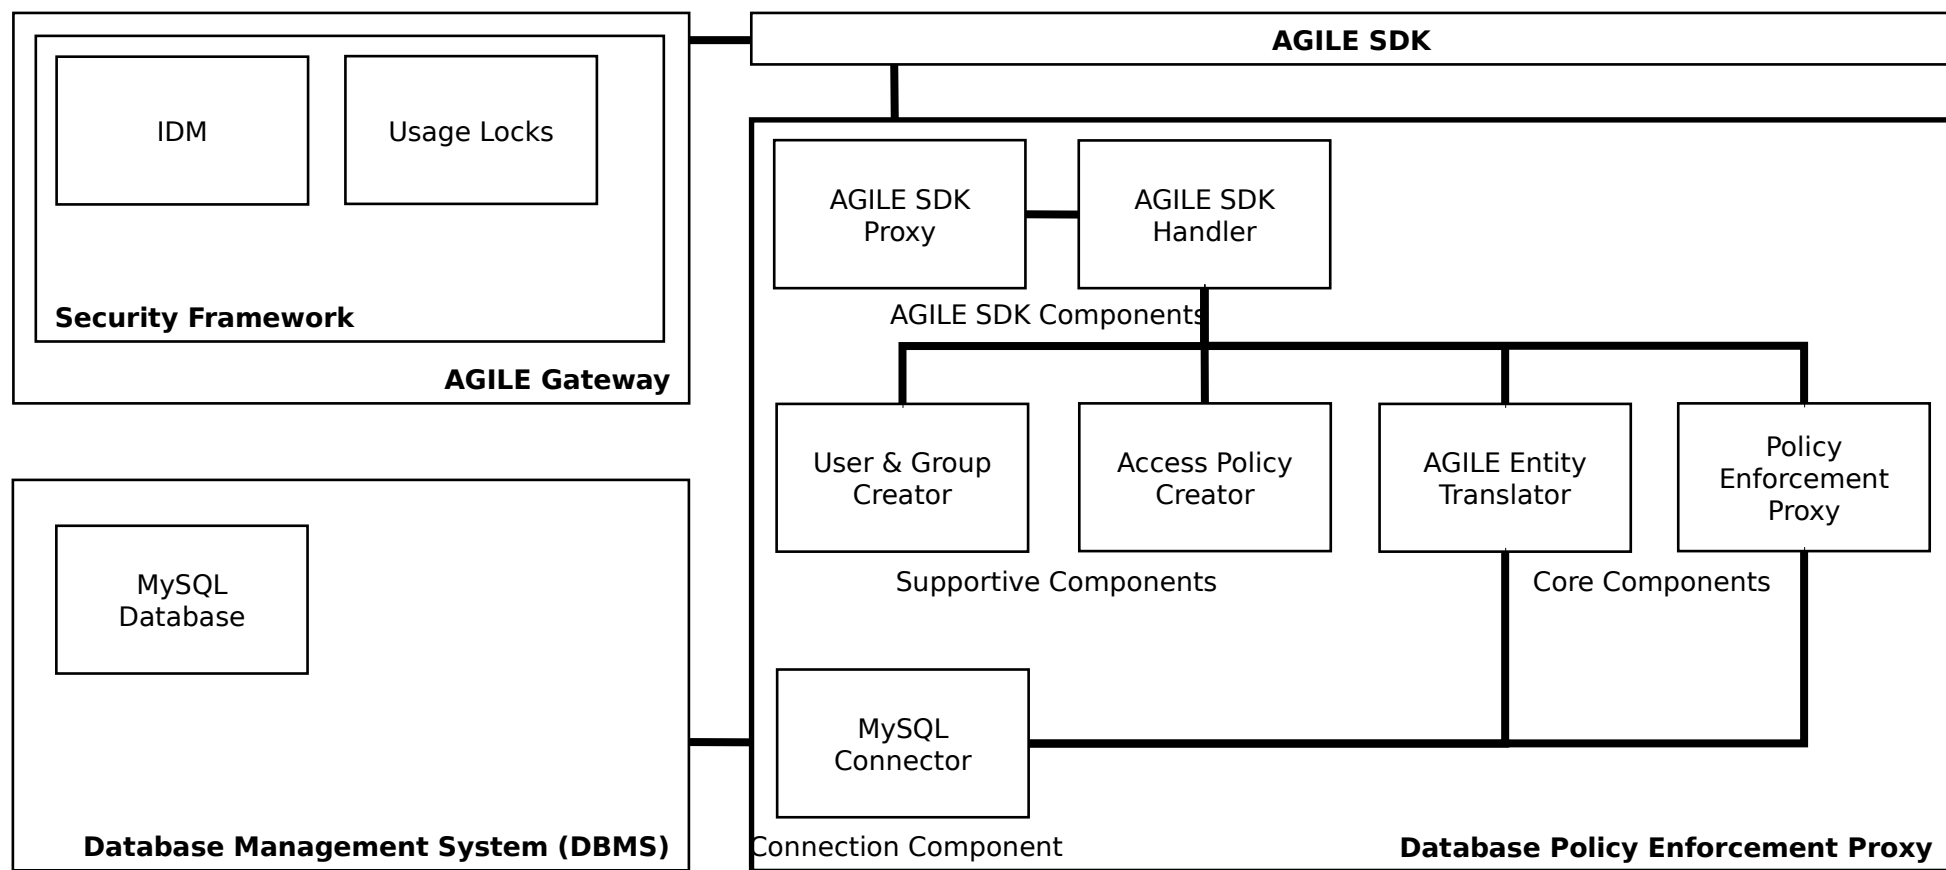 AGILE SDK
IDM
Usage Locks
Security Framework
AGILE Gateway
AGILE SDK
Proxy
AGILE SDK
Handler
AGILE SDK Components
User & Group
Creator
Access Policy
Creator
AGILE Entity
Translator
Policy
Enforcement
Proxy
Supportive Components
Core Components
MySQL
Database
Database Management System (DBMS)
MySQL
Connector
Connection Component
Database Policy Enforcement Proxy